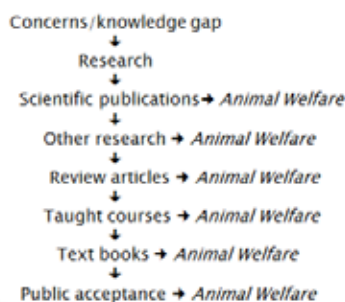 Concerns/knowledge gap
↓
Research
↓
Scientific publications→ Animal Welfare
↓
Other research → Animal Welfare
↓
Review articles → Animal Welfare
↓
Taught courses → Animal Welfare
↓
Text books → Animal Welfare
↓
Public acceptance → Animal Welfare